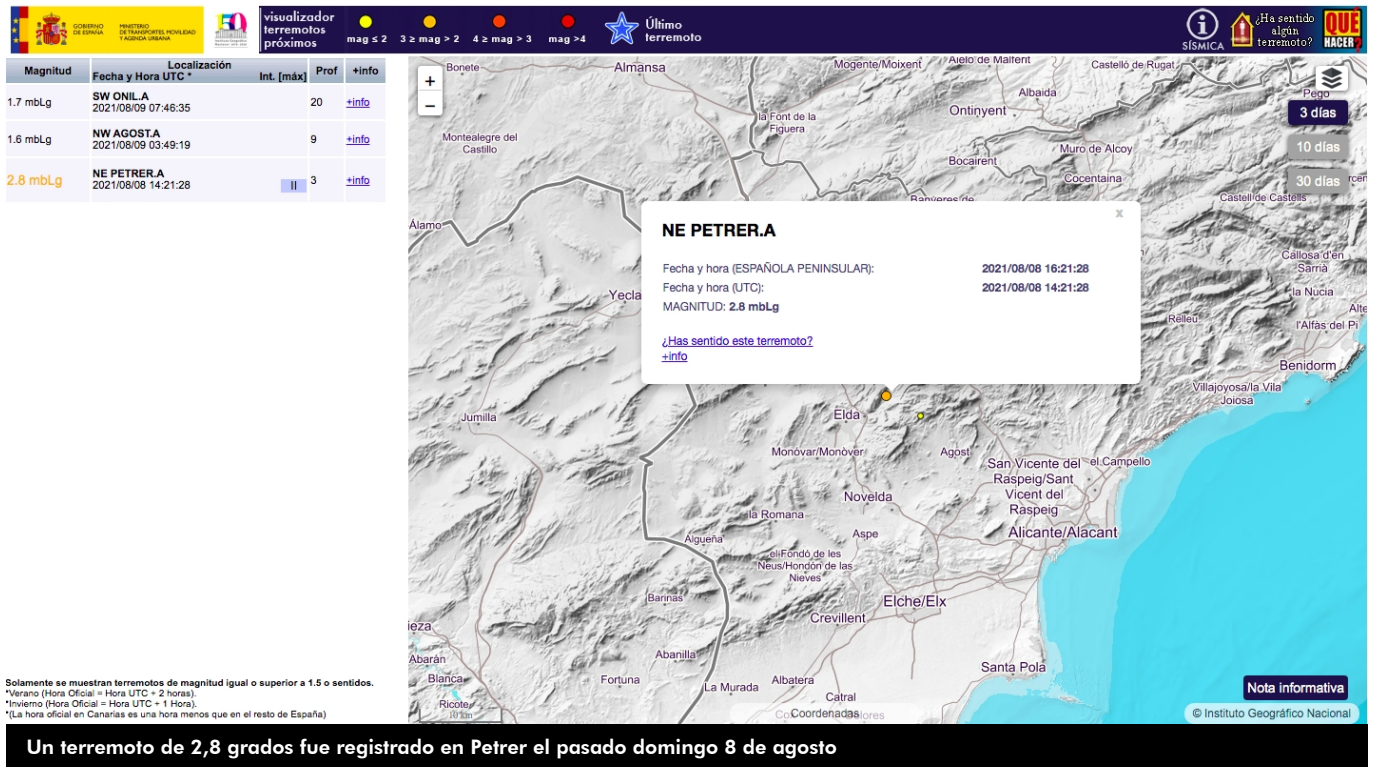 GOBIERNO
DE ESPAÑA
MINISTERIO
DE TRANSPORTES, MOVILIDAD
Y AGENDA URBANA
50
visualizador
terremotos
próximos
mag ≤ 2
3 ≥ mag > 2
4 ≥ mag > 3
mag >4
Último
terremoto
SÍSMICA
¿Ha sentido
algún
terremoto?
QUÉ
HACER?
Magnitud
Localización
Fecha y Hora UTC *
Int. [máx]
Prof
+info
1.7 mbLg
SW ONIL.A
2021/08/09 07:46:35
20
+info
1.6 mbLg
NW AGOST.A
2021/08/09 03:49:19
9
+info
2.8 mbLg
NE PETRER.A
2021/08/08 14:21:28
II
3
+info
Solamente se muestran terremotos de magnitud igual o superior a 1.5 o sentidos.
*Verano (Hora Oficial = Hora UTC + 2 horas).
*Invierno (Hora Oficial = Hora UTC + 1 Hora).
*(La hora oficial en Canarias es una hora menos que en el resto de España)
+
−
Bonete
Almansa
Mogente/Moixent
Aielo de Malferit
Castelló de Rugat
Albaida
Pego
3 días
Ontinyent
la Font de la
Figuera
Montealegre del
Castillo
10 días
Muro de Alcoy
Bocairent
Cocentaina
30 días
Castell de Castells
Banyeres de
Álamo
NE PETRER.A
x
Fecha y hora (ESPAÑOLA PENINSULAR):
2021/08/08 16:21:28
Fecha y hora (UTC):
2021/08/08 14:21:28
MAGNITUD: 2.8 mbLg
¿Has sentido este terremoto?
+info
Callosa d'en
Sarrià
la Nucia
Alte
Yecla
Relleu
l'Alfàs del Pi
Benidorm
Villajoyosa/la Vila
Joiosa
Jumilla
Elda
Monóvar/Monòver
Agost
San Vicente del
Raspeig/Sant
Vicent del
Raspeig
el Campello
Novelda
la Romana
Aspe
Alicante/Alacant
Algueña
el Fondó de les
Neus/Hondón de las
Nieves
Barinas
Elche/Elx
Crevillent
ieza
Abanilla
Abarán
Santa Pola
Blanca
Fortuna
La Murada
Albatera
Catral
Ricote
10 km
Coordenadas
Nota informativa
© Instituto Geográfico Nacional
Un terremoto de 2,8 grados fue registrado en Petrer el pasado domingo 8 de agosto